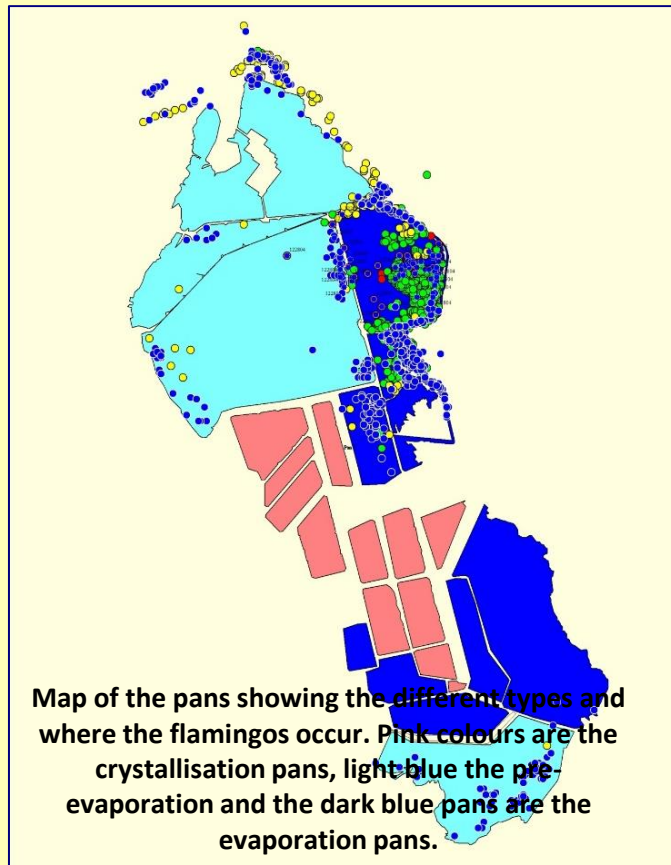 122804
Map of the pans showing the different types and
where the flamingos occur. Pink colours are the
crystallisation pans, light blue the pre-
evaporation and the dark blue pans are the
evaporation pans.